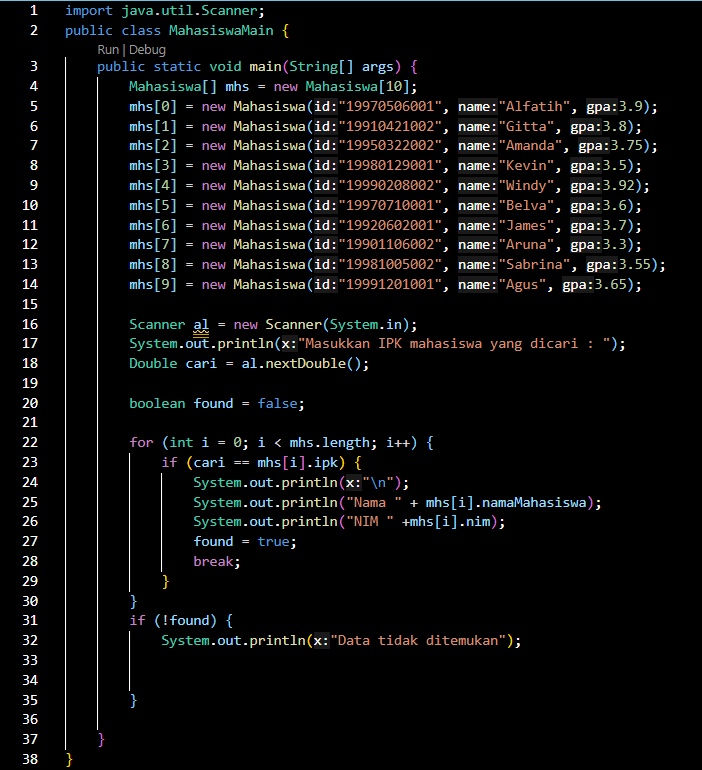 1 import java.util.Scanner;
2 public class MahasiswaMain {
Run | Debug
3 public static void main(String[] args) {
4 Mahasiswa[] mhs = new Mahasiswa[10];
5 mhs[0] = new Mahasiswa(id:"19970506001", name:"Alfatih", gpa:3.9);
6 mhs[1] = new Mahasiswa(id:"19910421002", name:"Gitta", gpa:3.8);
7 mhs[2] = new Mahasiswa(id:"19950322002", name:"Amanda", gpa:3.75);
8 mhs[3] = new Mahasiswa(id:"19980129001", name:"Kevin", gpa:3.5);
9 mhs[4] = new Mahasiswa(id:"19990208002", name:"Windy", gpa:3.92);
10 mhs[5] = new Mahasiswa(id:"19970710001", name:"Belva", gpa:3.6);
11 mhs[6] = new Mahasiswa(id:"19920602001", name:"James", gpa:3.7);
12 mhs[7] = new Mahasiswa(id:"19901106002", name:"Aruna", gpa:3.3);
13 mhs[8] = new Mahasiswa(id:"19981005002", name:"Sabrina", gpa:3.55);
14 mhs[9] = new Mahasiswa(id:"19991201001", name:"Agus", gpa:3.65);
15
16 Scanner al = new Scanner(System.in);
17 System.out.println(x:"Masukkan IPK mahasiswa yang dicari : ");
18 Double cari = al.nextDouble();
19
20 boolean found = false;
21
22 for (int i = 0; i < mhs.length; i++) {
23 if (cari == mhs[i].ipk) {
24 System.out.println(x:"\n");
25 System.out.println("Nama " + mhs[i].namaMahasiswa);
26 System.out.println("NIM " +mhs[i].nim);
27 found = true;
28 break;
29 }
30 }
31 if (!found) {
32 System.out.println(x:"Data tidak ditemukan");
33
34
35 }
36
37 }
38 }